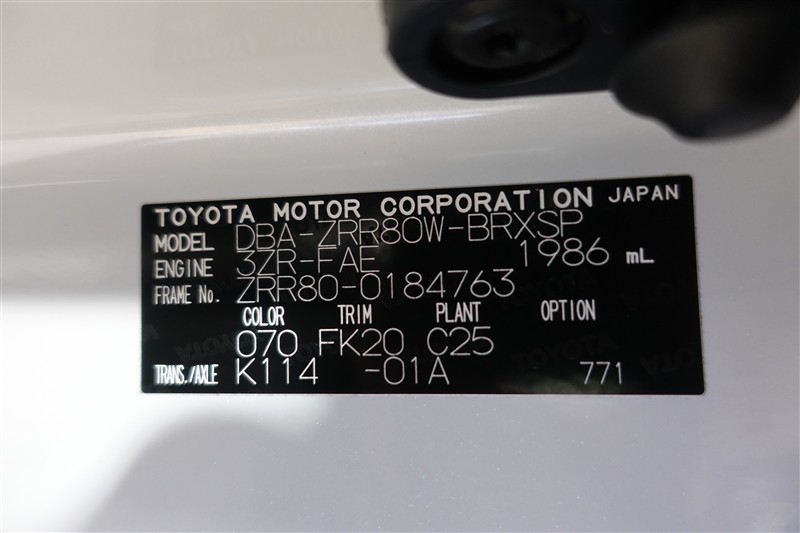 TOYOTA MOTOR CORPORATION JAPAN
MODEL DBA-ZRR80W-BRXSP
ENGINE 3ZR-FAE 1986 mL
FRAME No. ZRR80-0184763
COLOR TRIM PLANT OPTION
070 FK20 C25
TRANS./AXLE K114 -01A 771